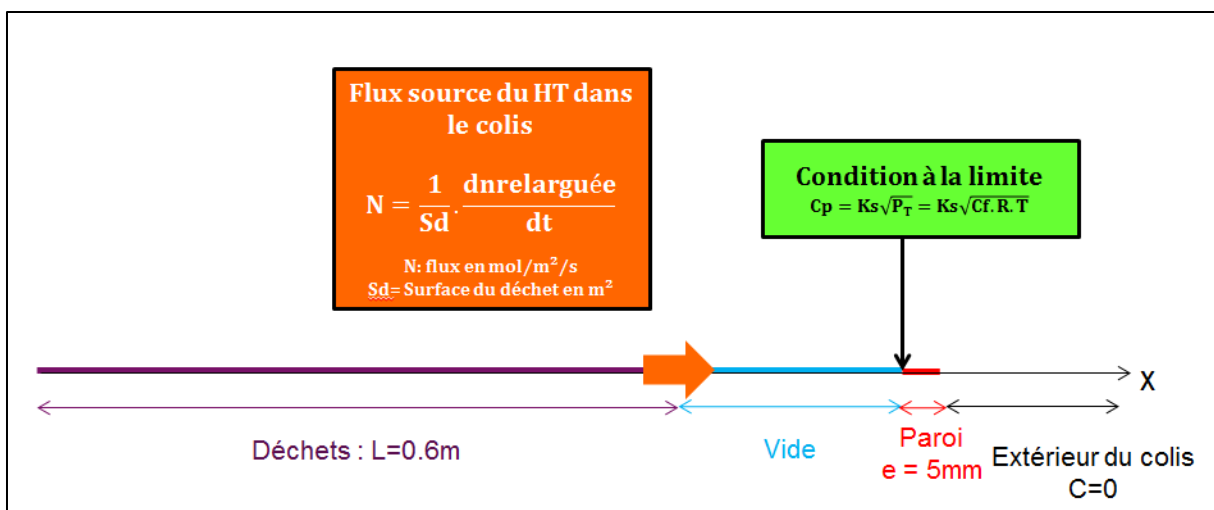 Flux source du HT dans
le colis
N = 1/Sd . dnrelarguée/dt
N: flux en mol/m²/s
Sd= Surface du déchet en m²
Condition à la limite
Cp = Ks√P_T = Ks√Cf.R.T
X
Déchets : L=0.6m
Vide
Paroi
e = 5mm
Extérieur du colis
C=0